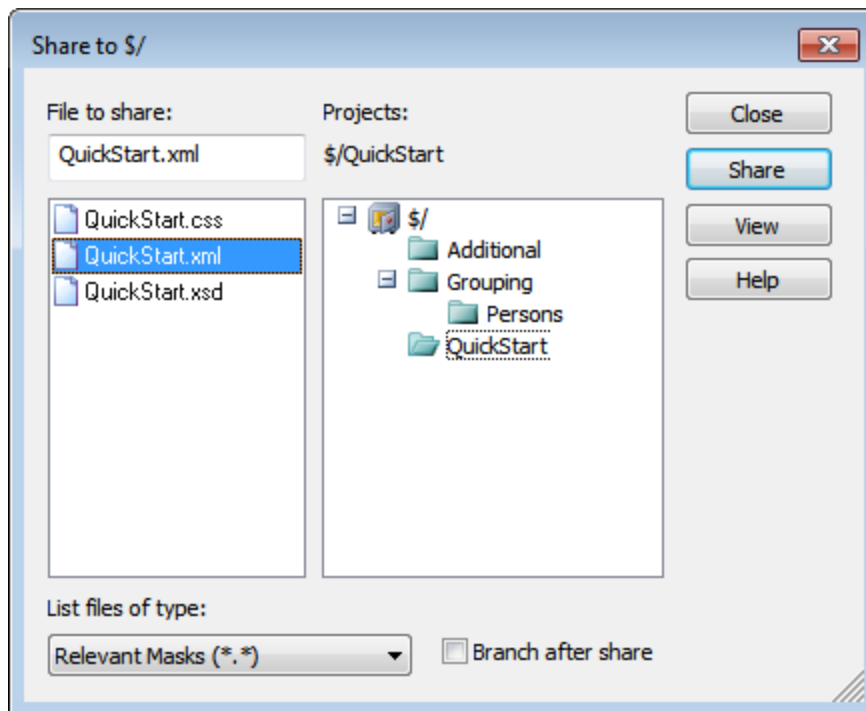 Share to $/
File to share:
QuickStart.xml
QuickStart.css
QuickStart.xml
QuickStart.xsd
Projects:
$/QuickStart
$/
Additional
Grouping
Persons
QuickStart
Close
Share
View
Help
List files of type:
Relevant Masks (*.*)
Branch after share